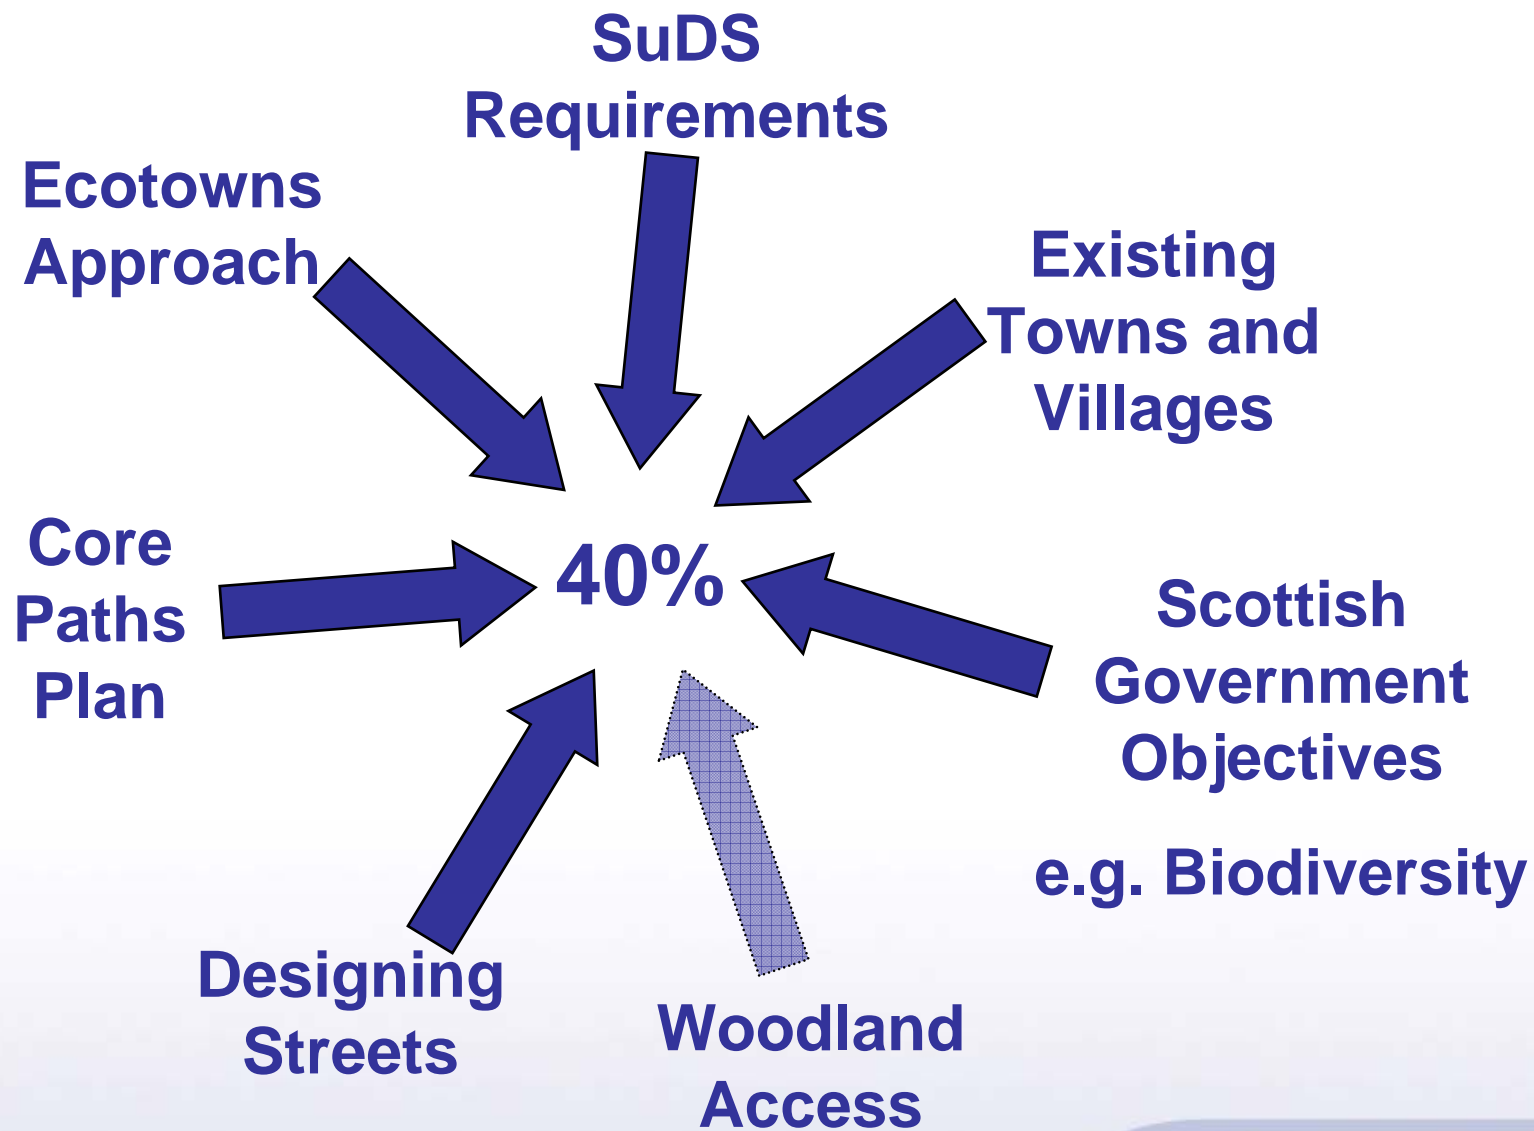 SuDS
Requirements
Ecotowns
Approach
Existing
Towns and
Villages
Core
Paths
Plan
40%
Scottish
Government
Objectives
e.g. Biodiversity
Designing
Streets
Woodland
Access